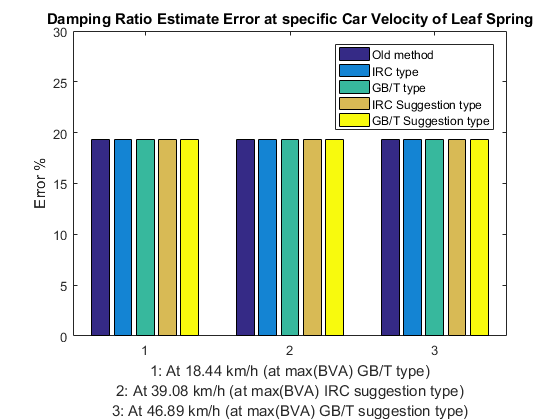 Damping Ratio Estimate Error at specific Car Velocity of Leaf Spring
30
25
20
15
10
5
0
Error %
Old method
IRC type
GB/T type
IRC Suggestion type
GB/T Suggestion type
1 2 3
1: At 18.44 km/h (at max(BVA) GB/T type)
2: At 39.08 km/h (at max(BVA) IRC suggestion type)
3: At 46.89 km/h (at max(BVA) GB/T suggestion type)